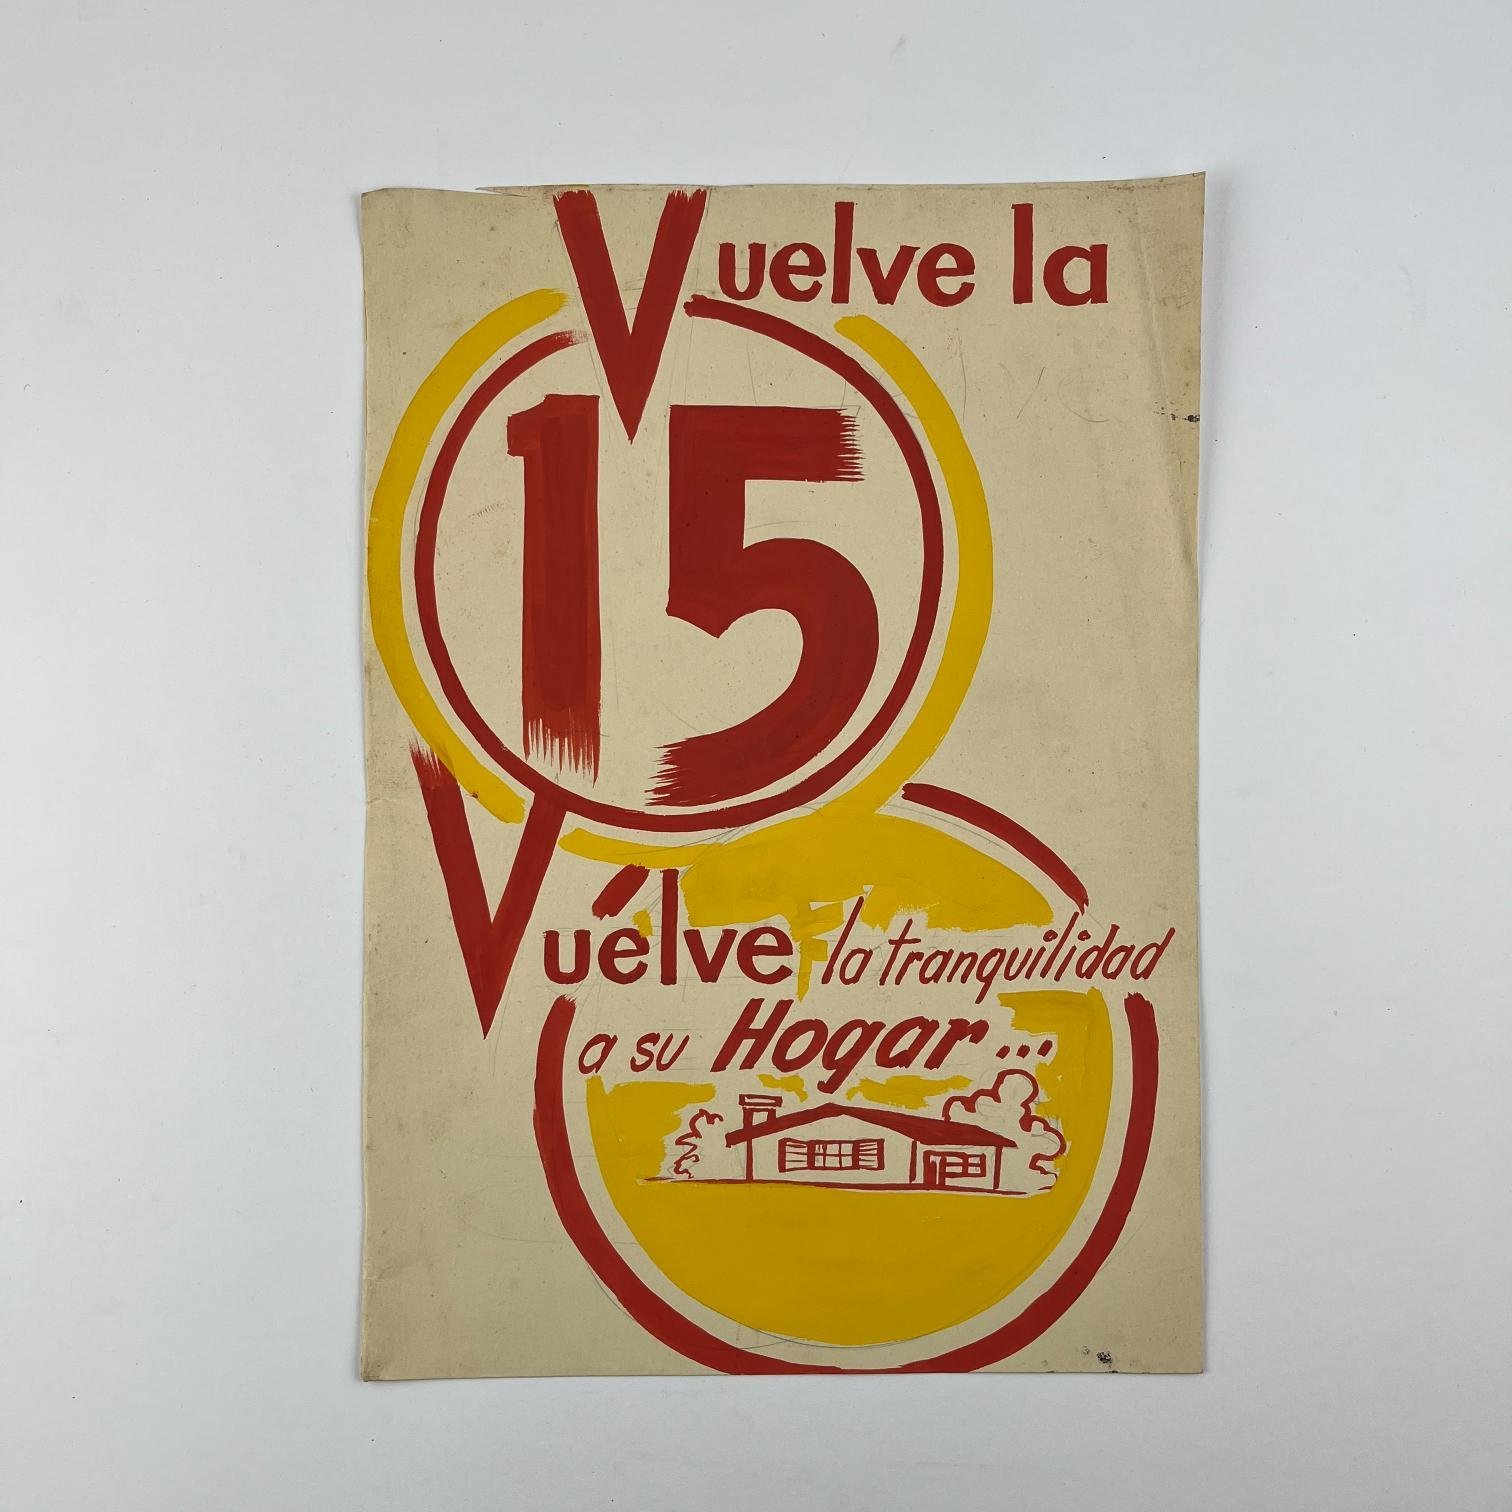 Vuelve la
15
Vuélve la tranquilidad
a su Hogar...